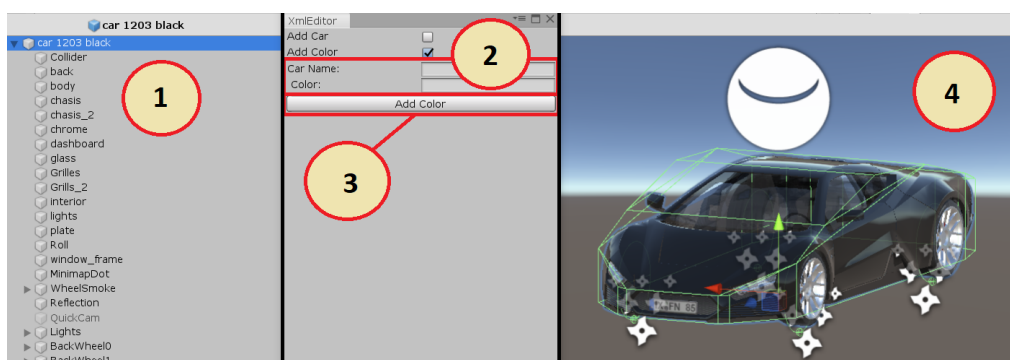 car 1203 black
car 1203 black
Collider
back
body
chasis
chasis_2
chrome
dashboard
glass
Grilles
Grills_2
interior
lights
plate
Roll
window_frame
MinimapDot
WheelSmoke
Reflection
QuickCam
Lights
BackWheel0
BackWheel1
1
XmlEditor
Add Car
Add Color
Car Name:
Color:
Add Color
2
3
4